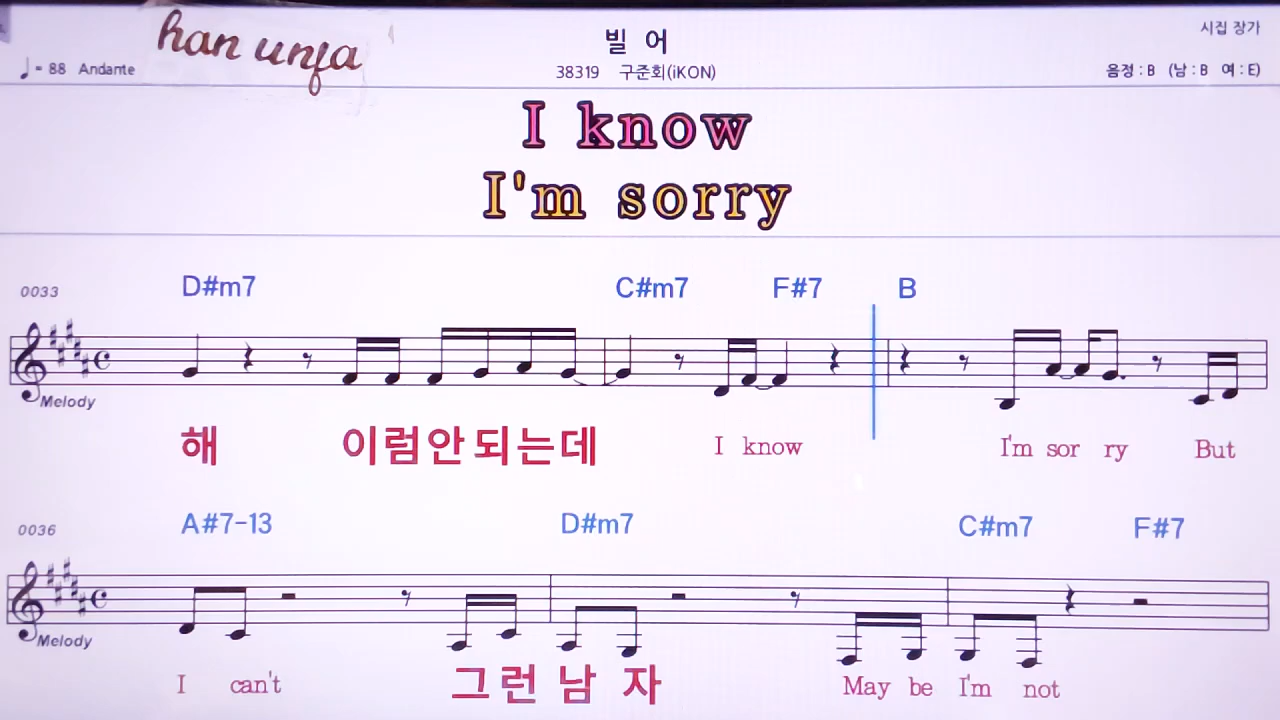 han unfa
시집 장가
빌 어
♩= 88 Andante
38319 구준회(iKON)
음정 : B (남 : B 여 : E)
I know
I'm sorry
0033 D#m7 C#m7 F#7 B
Melody
해 이럼안되는데 I know I'm sor ry But
0036 A#7-13 D#m7 C#m7 F#7
Melody
I can't 그런 남 자 May be I'm not